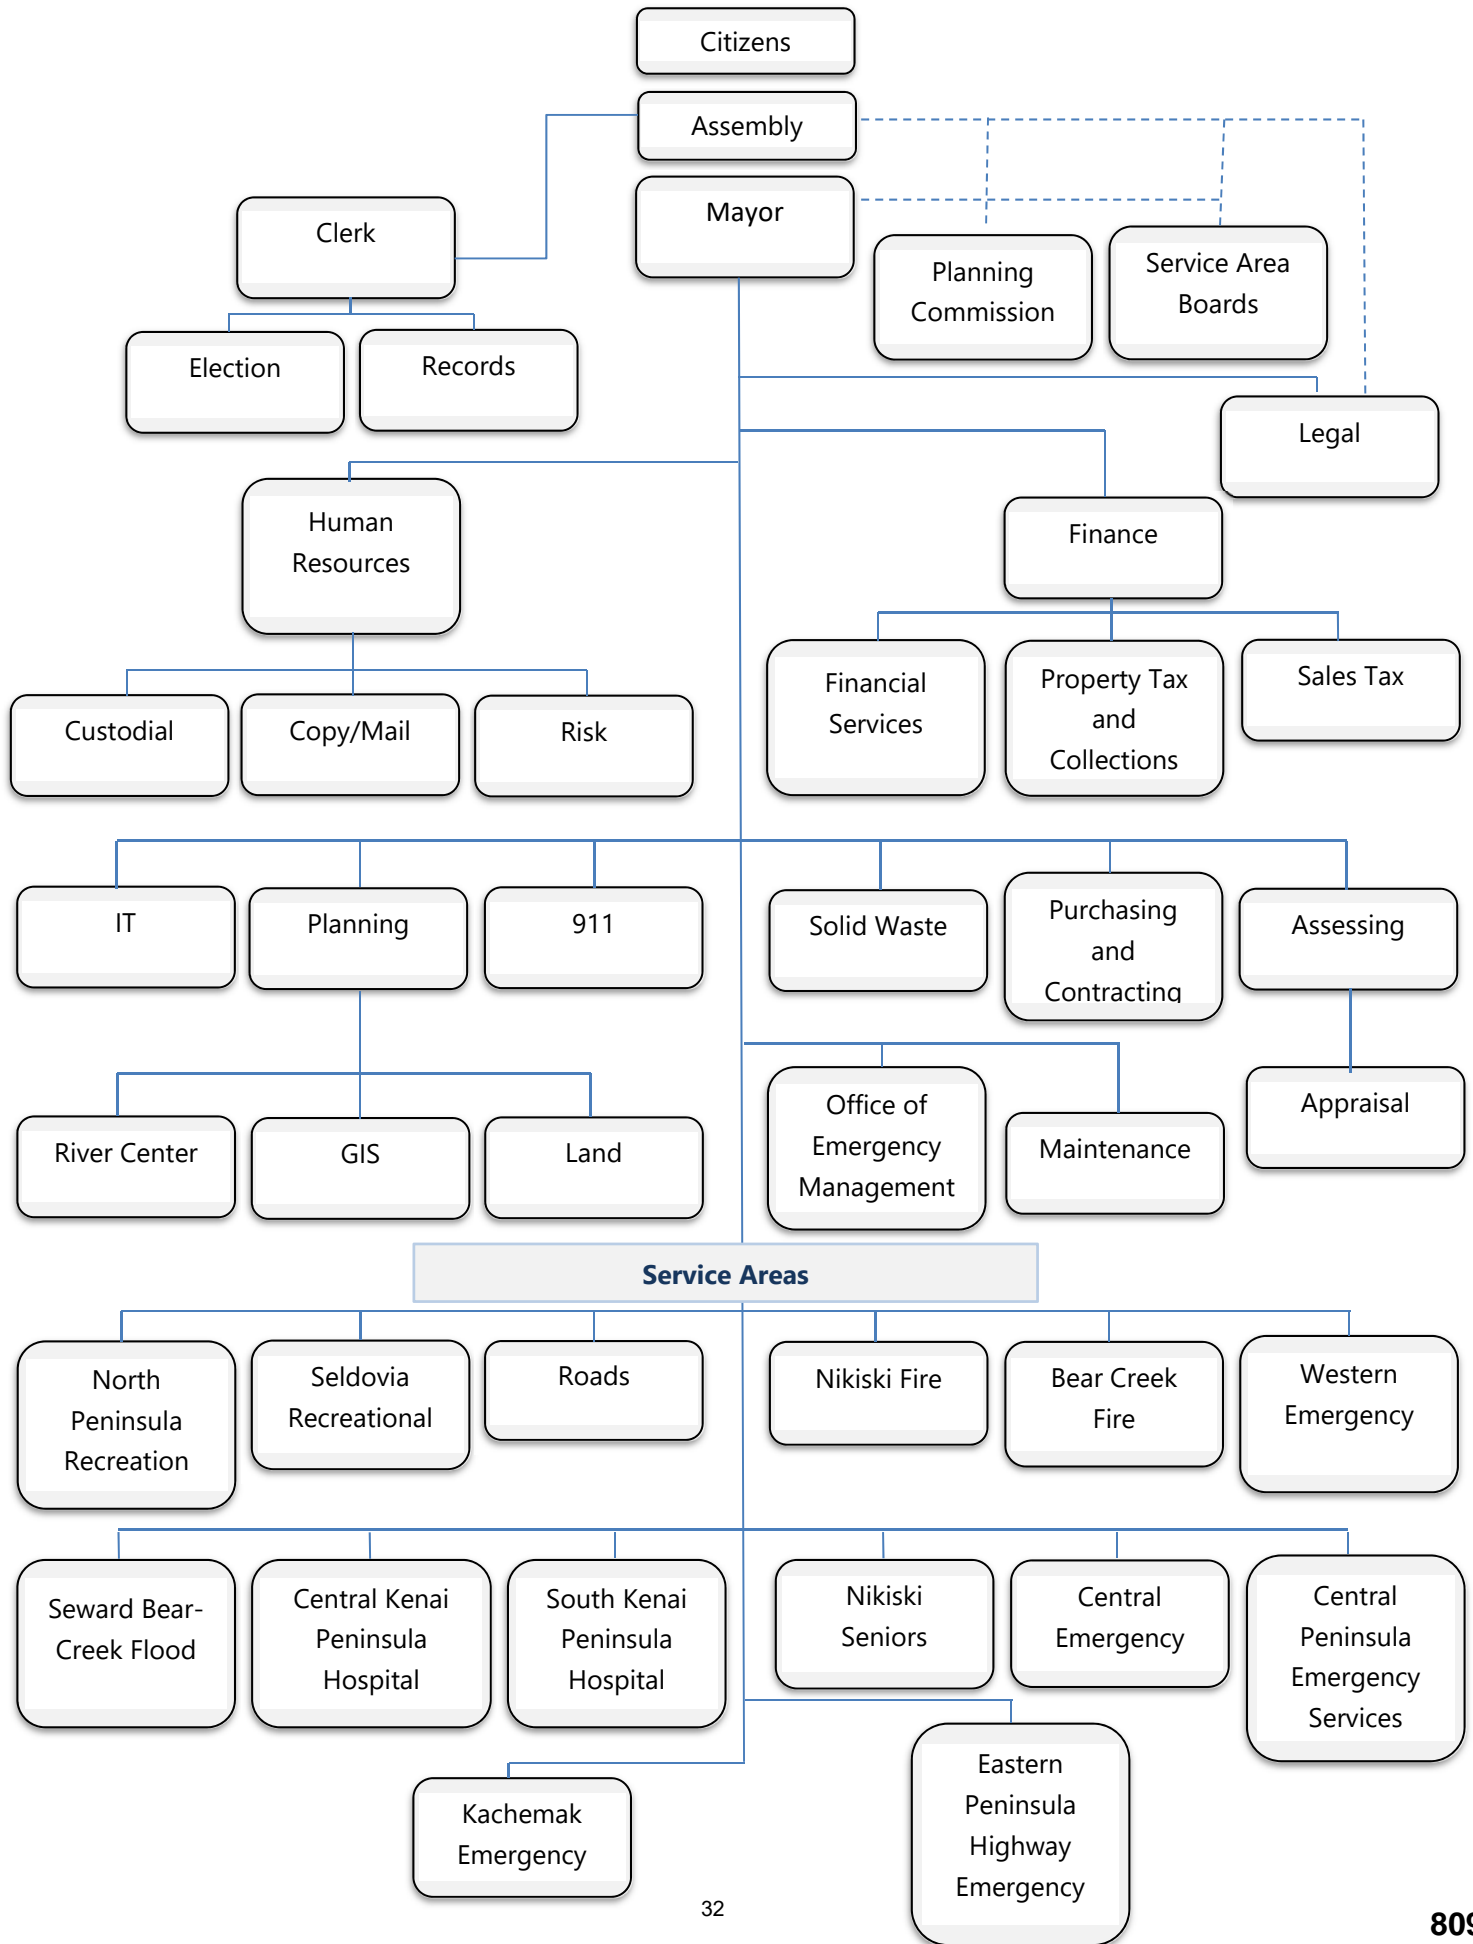 Citizens
Assembly
Mayor
Clerk
Planning
Commission
Service Area
Boards
Election
Records
Legal
Human
Resources
Finance
Custodial
Copy/Mail
Risk
Financial
Services
Property Tax
and
Collections
Sales Tax
IT
Planning
911
Solid Waste
Purchasing
and
Contracting
Assessing
River Center
GIS
Land
Office of
Emergency
Management
Maintenance
Appraisal
Service Areas
North
Peninsula
Recreation
Seldovia
Recreational
Roads
Nikiski Fire
Bear Creek
Fire
Western
Emergency
Seward Bear-
Creek Flood
Central Kenai
Peninsula
Hospital
South Kenai
Peninsula
Hospital
Nikiski
Seniors
Central
Emergency
Central
Peninsula
Emergency
Services
Kachemak
Emergency
Eastern
Peninsula
Highway
Emergency
32
809